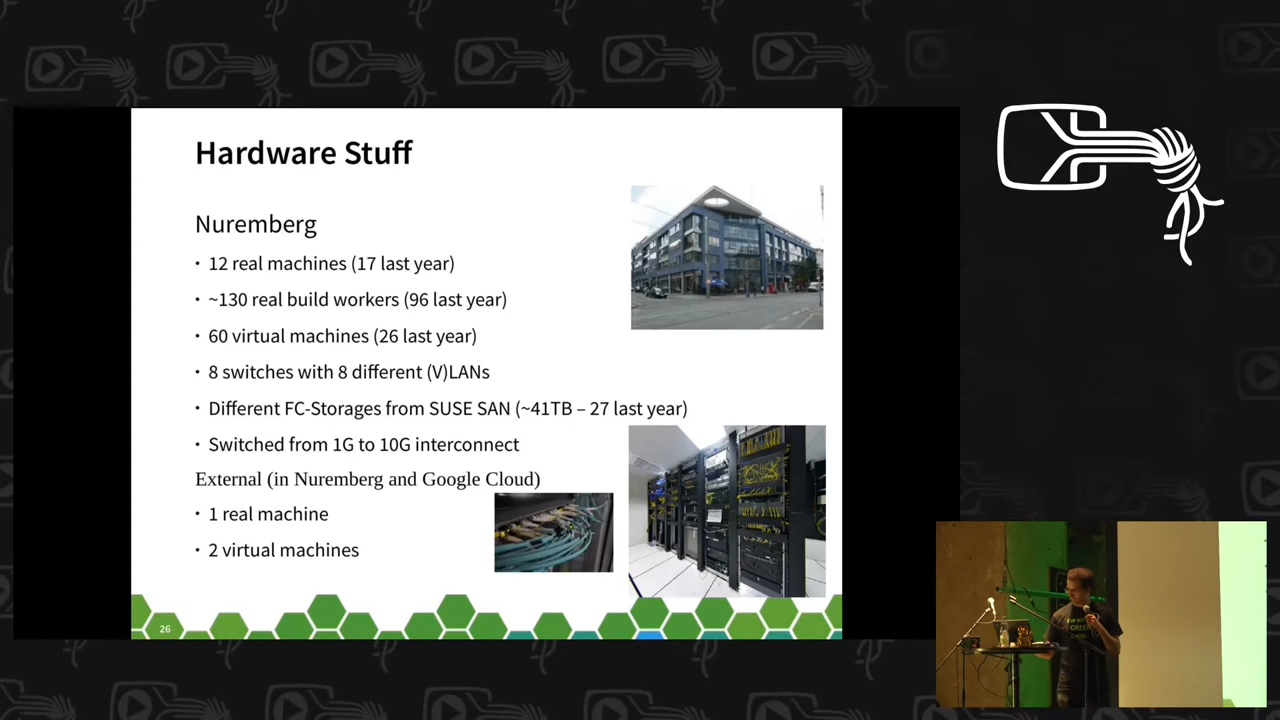 Hardware Stuff
Nuremberg
• 12 real machines (17 last year)
• ~130 real build workers (96 last year)
• 60 virtual machines (26 last year)
• 8 switches with 8 different (V)LANs
• Different FC-Storages from SUSE SAN (~41TB – 27 last year)
• Switched from 1G to 10G interconnect
External (in Nuremberg and Google Cloud)
• 1 real machine
• 2 virtual machines
26